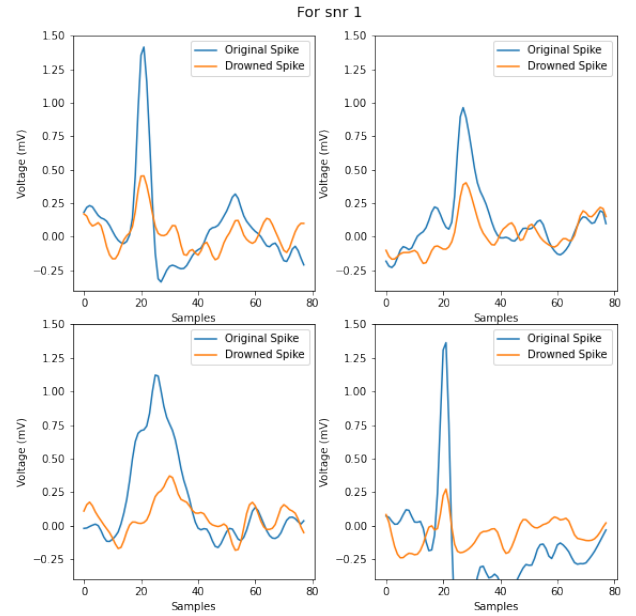 For snr 1
1.50
1.25
1.00
0.75
0.50
0.25
0.00
−0.25
Voltage (mV)
Original Spike
Drowned Spike
0 20 40 60 80
Samples
1.50
1.25
1.00
0.75
0.50
0.25
0.00
−0.25
Voltage (mV)
Original Spike
Drowned Spike
0 20 40 60 80
Samples
1.50
1.25
1.00
0.75
0.50
0.25
0.00
−0.25
Voltage (mV)
Original Spike
Drowned Spike
0 20 40 60 80
Samples
1.50
1.25
1.00
0.75
0.50
0.25
0.00
−0.25
Voltage (mV)
Original Spike
Drowned Spike
0 20 40 60 80
Samples